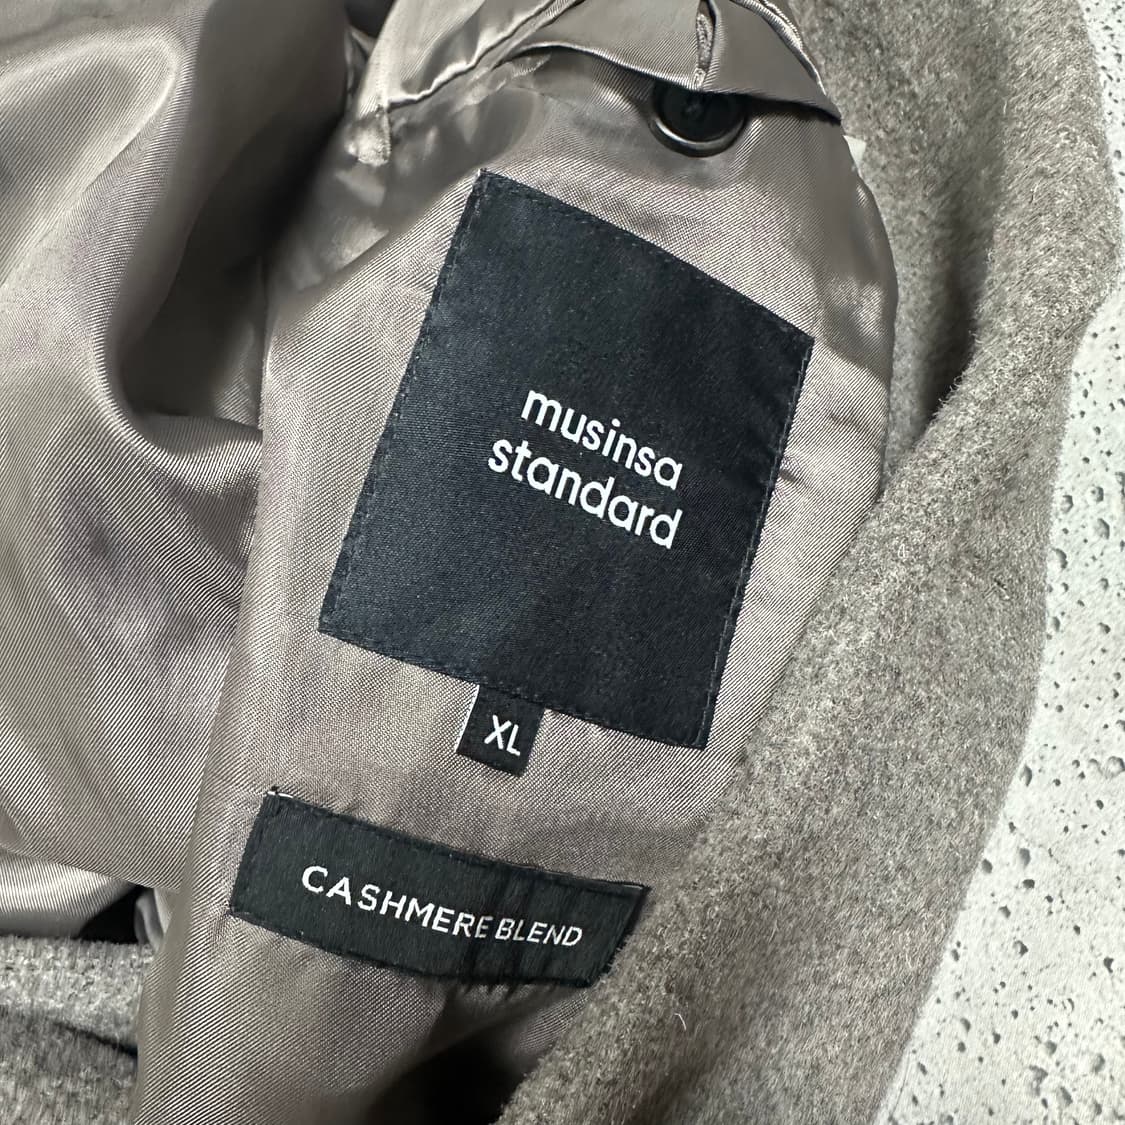 musinsa
standard
XL
CASHMERE BLEND